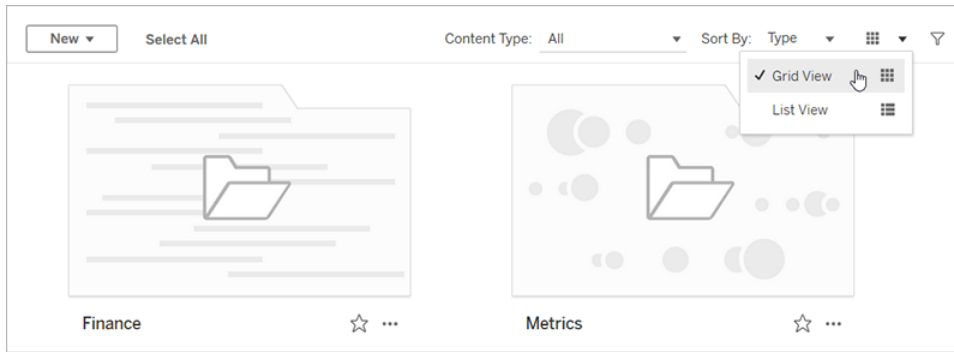 New Select All Content Type: All Sort By: Type
Grid View
List View
Finance Metrics